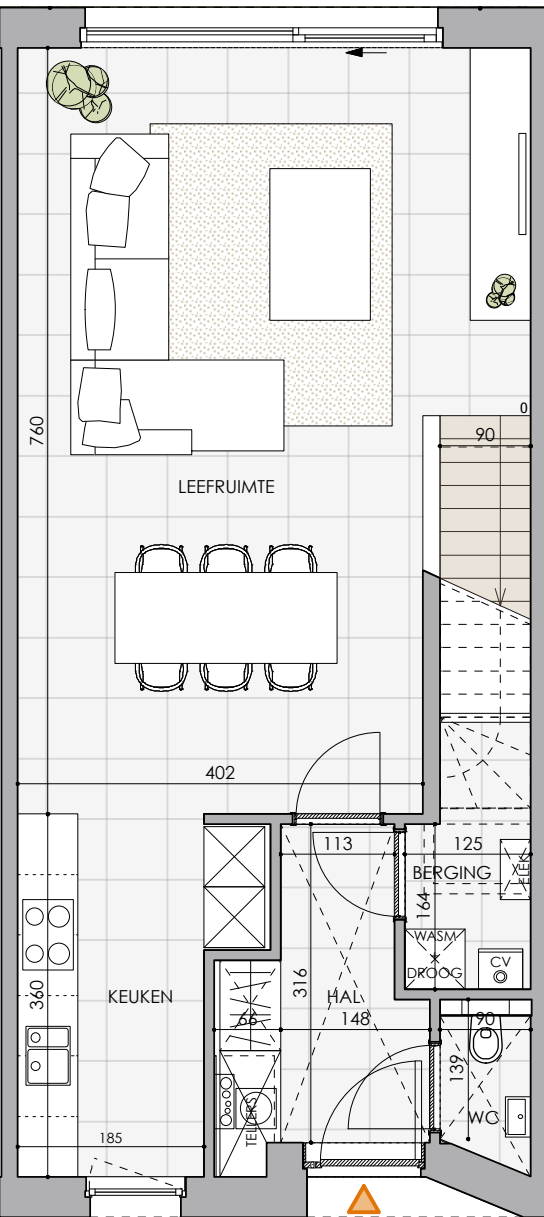 0
90
760
LEEFRUIMTE
402
113
125
BERGING
ELEK
164
WASM
DROOG
CV
316
360
KEUKEN
HAL
66
148
90
139
TELLERS
WC
185